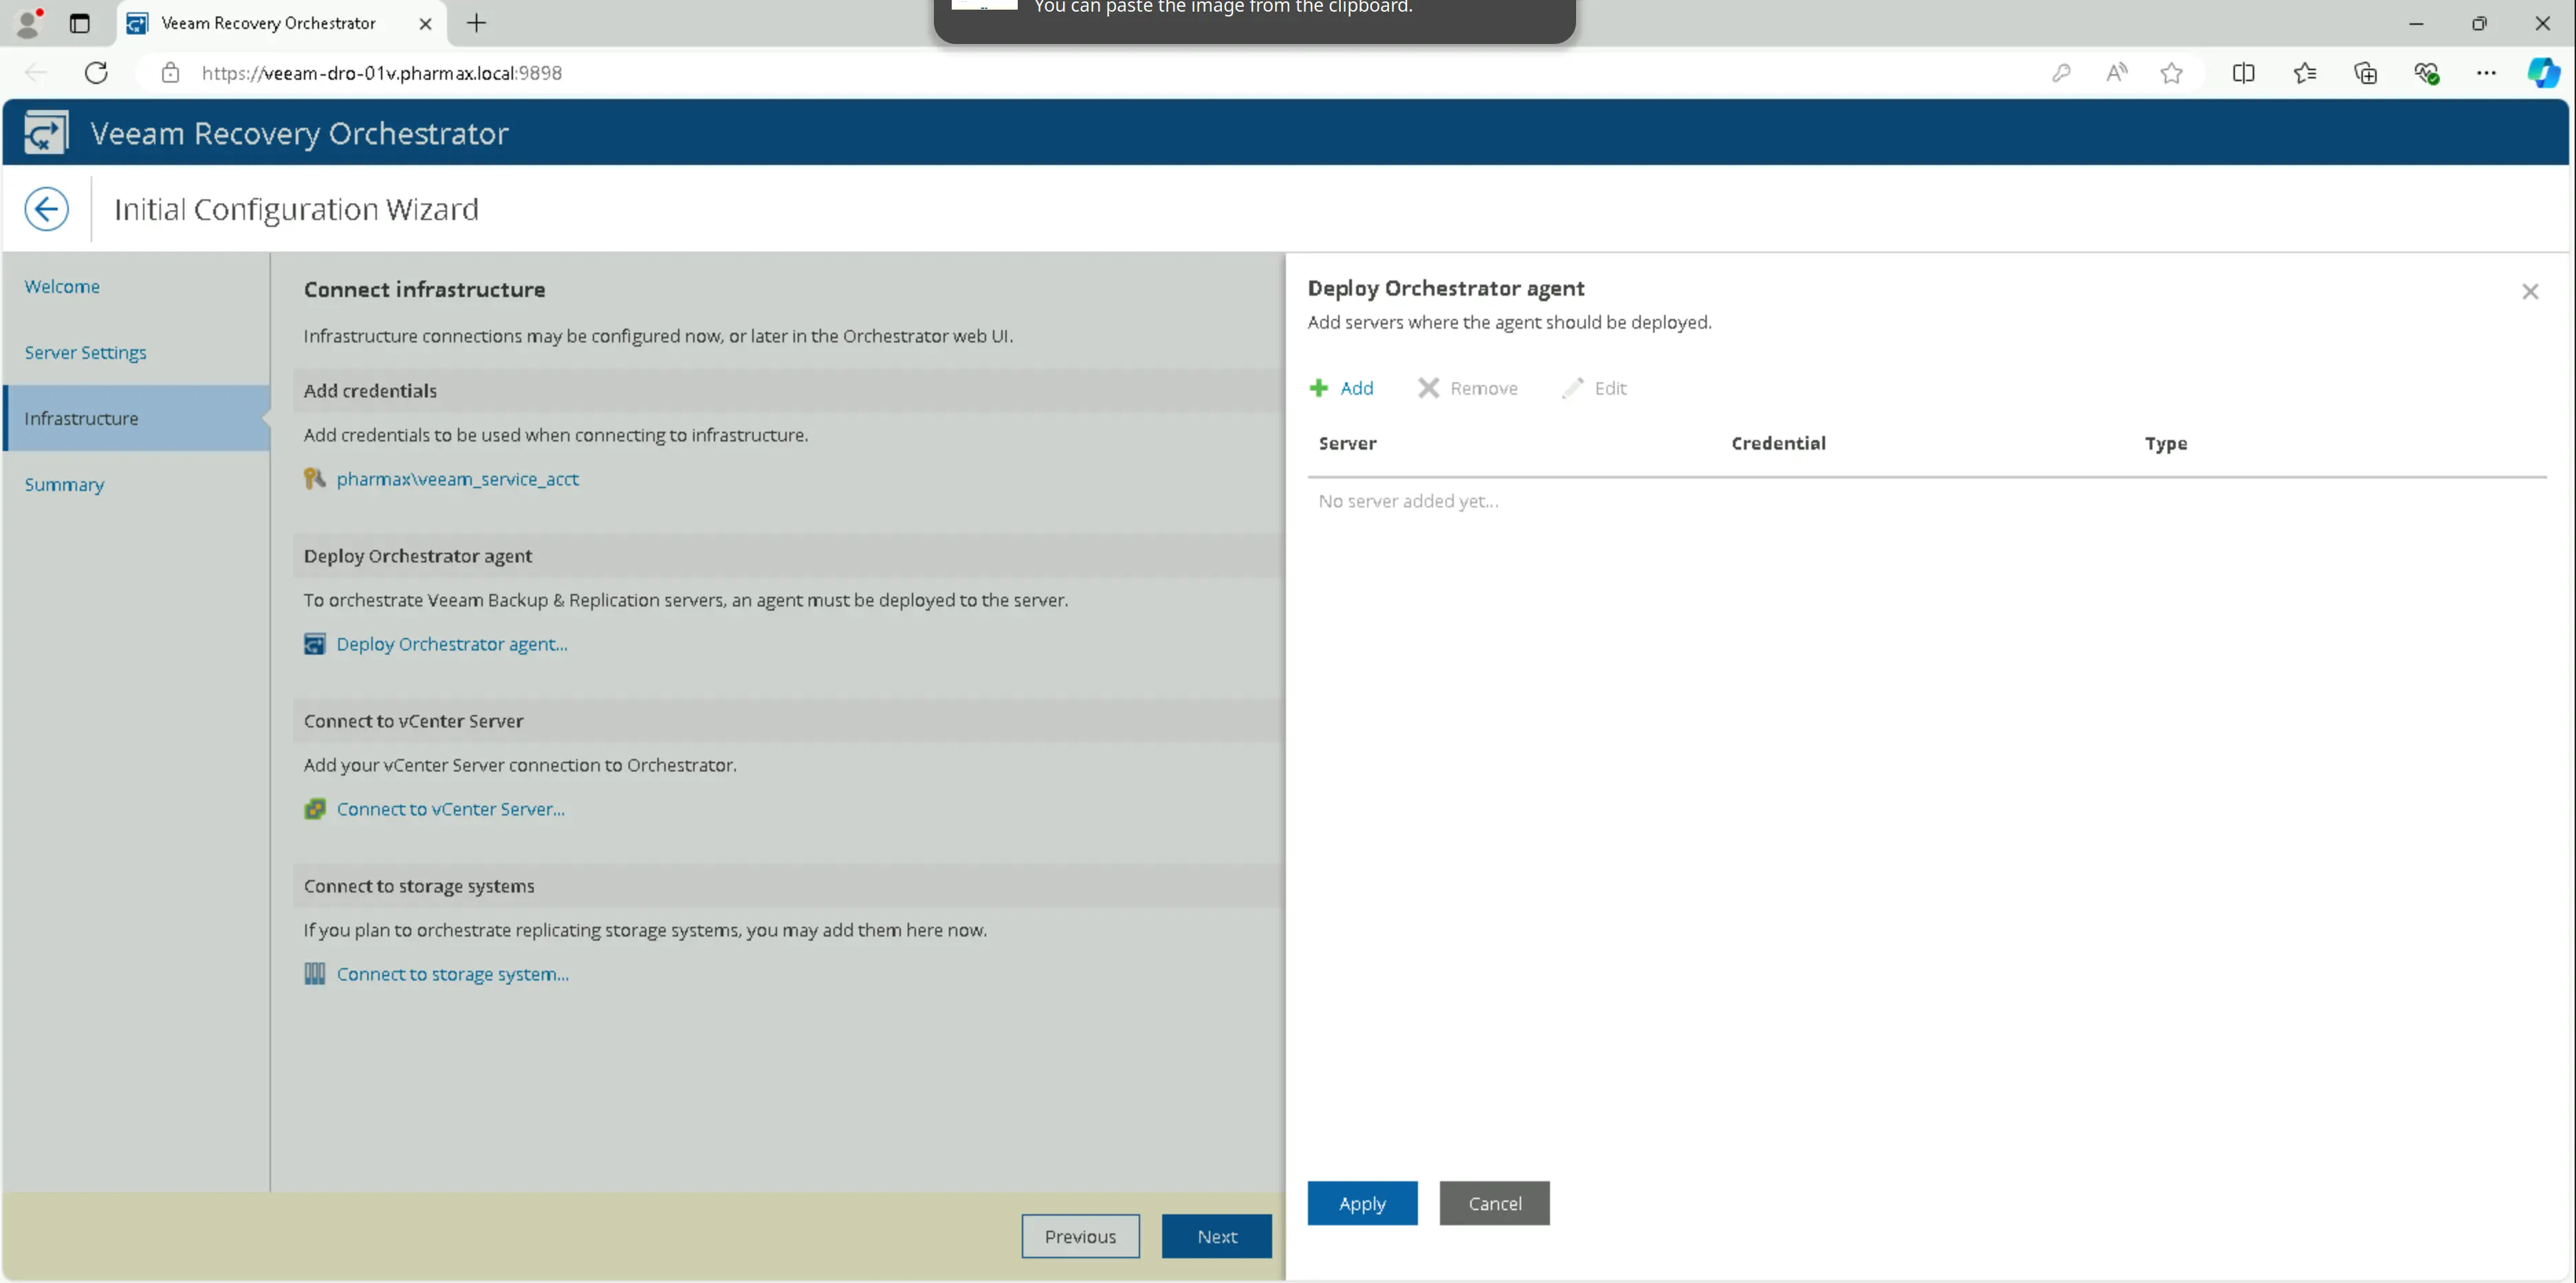 You can paste the image from the clipboard.
Veeam Recovery Orchestrator
https://veeam-dro-01v.pharmax.local:9898
Veeam Recovery Orchestrator
Initial Configuration Wizard
Welcome
Server Settings
Infrastructure
Summary
Connect infrastructure
Infrastructure connections may be configured now, or later in the Orchestrator web UI.
Add credentials
Add credentials to be used when connecting to infrastructure.
pharmax\veeam_service_acct
Deploy Orchestrator agent
To orchestrate Veeam Backup & Replication servers, an agent must be deployed to the server.
Deploy Orchestrator agent...
Connect to vCenter Server
Add your vCenter Server connection to Orchestrator.
Connect to vCenter Server...
Connect to storage systems
If you plan to orchestrate replicating storage systems, you may add them here now.
Connect to storage system...
Previous
Next
Deploy Orchestrator agent
Add servers where the agent should be deployed.
Add
Remove
Edit
Server
Credential
Type
No server added yet...
Apply
Cancel